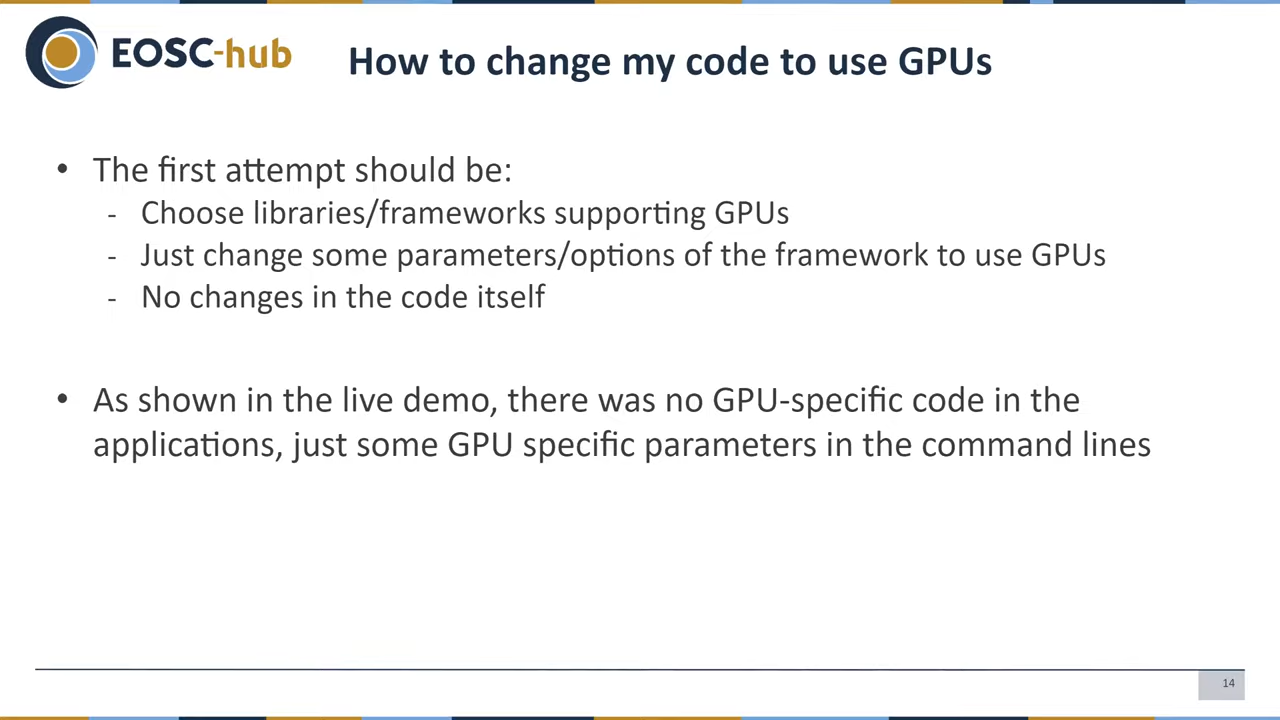 EOSC-hub
How to change my code to use GPUs
• The first attempt should be:
- Choose libraries/frameworks supporting GPUs
- Just change some parameters/options of the framework to use GPUs
- No changes in the code itself
• As shown in the live demo, there was no GPU-specific code in the
applications, just some GPU specific parameters in the command lines
14